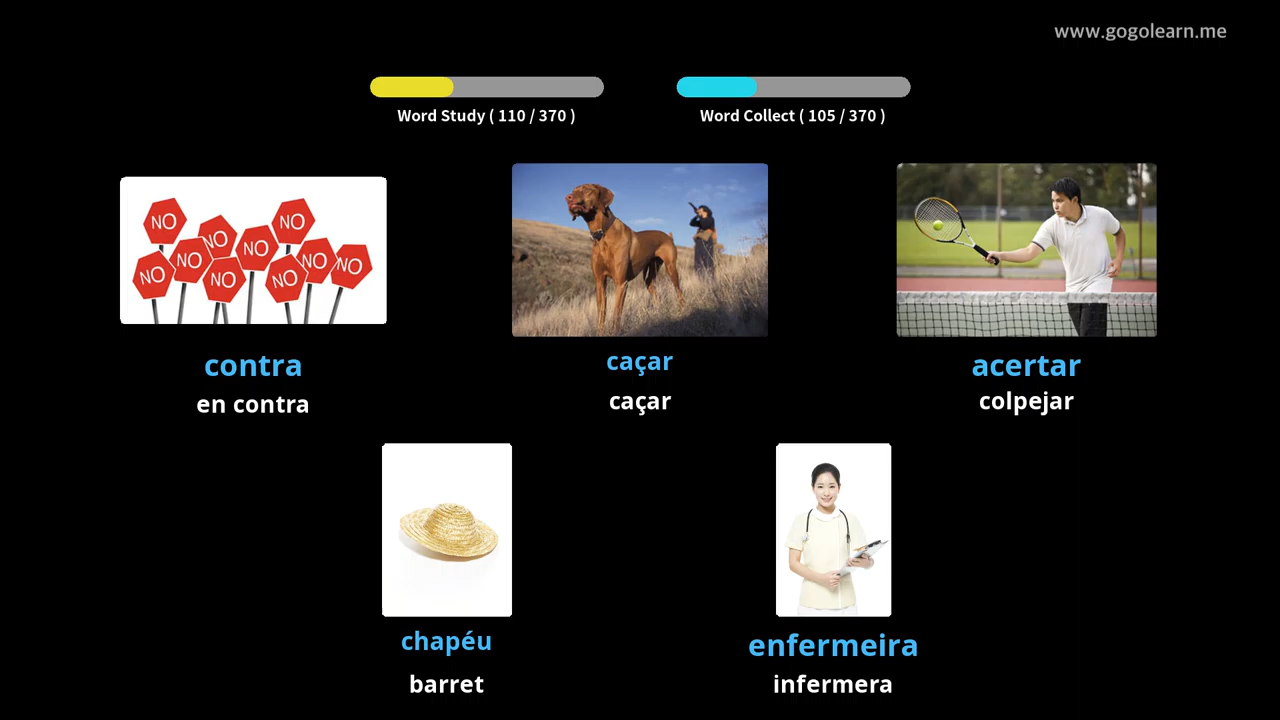 www.gogolearn.me
Word Study ( 110 / 370 )
Word Collect ( 105 / 370 )
NO
NO
NO
NO
NO
NO
NO
NO
NO
contra
en contra
caçar
caçar
acertar
colpejar
chapéu
barret
enfermeira
infermera